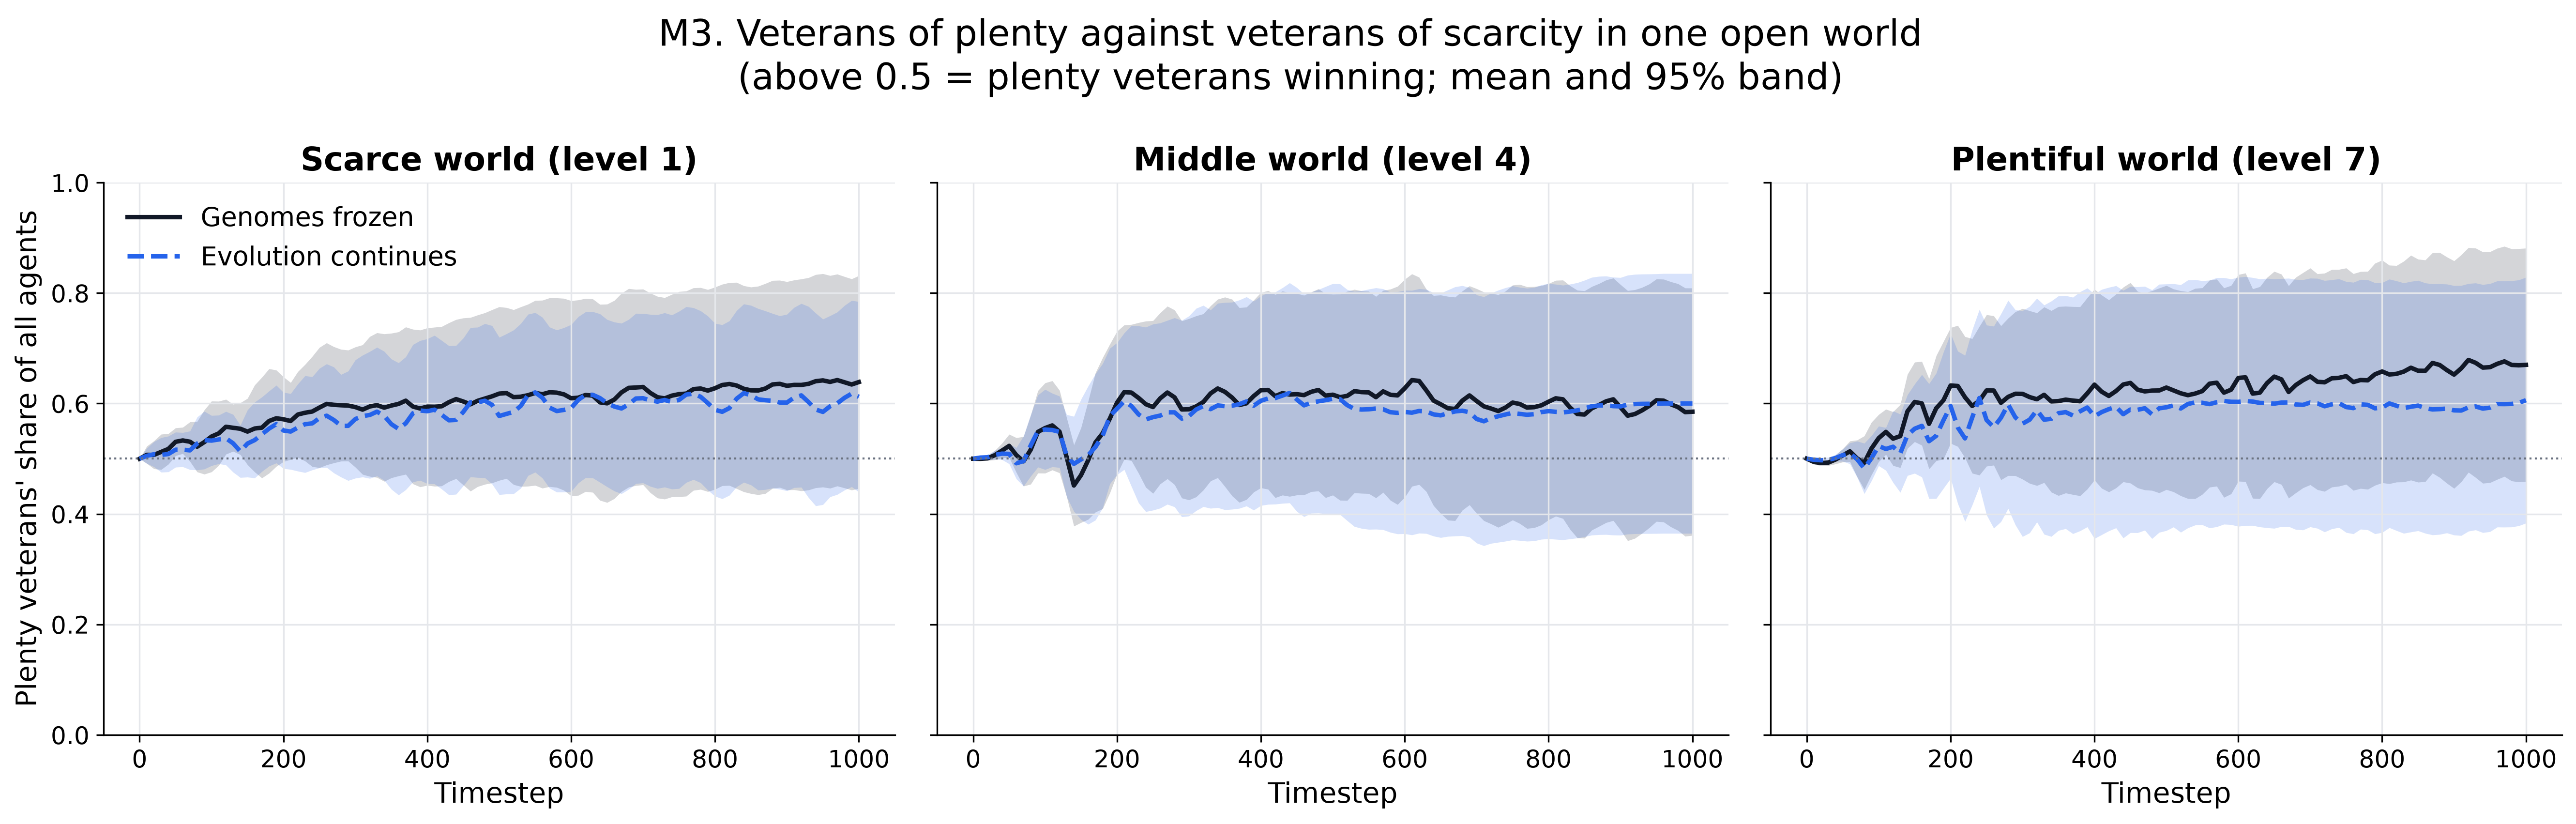 M3. Veterans of plenty against veterans of scarcity in one open world
(above 0.5 = plenty veterans winning; mean and 95% band)
Scarce world (level 1)
Middle world (level 4)
Plentiful world (level 7)
Plenty veterans' share of all agents
1.0
0.8
0.6
0.4
0.2
0.0
Genomes frozen
Evolution continues
0 200 400 600 800 1000
Timestep
0 200 400 600 800 1000
Timestep
0 200 400 600 800 1000
Timestep